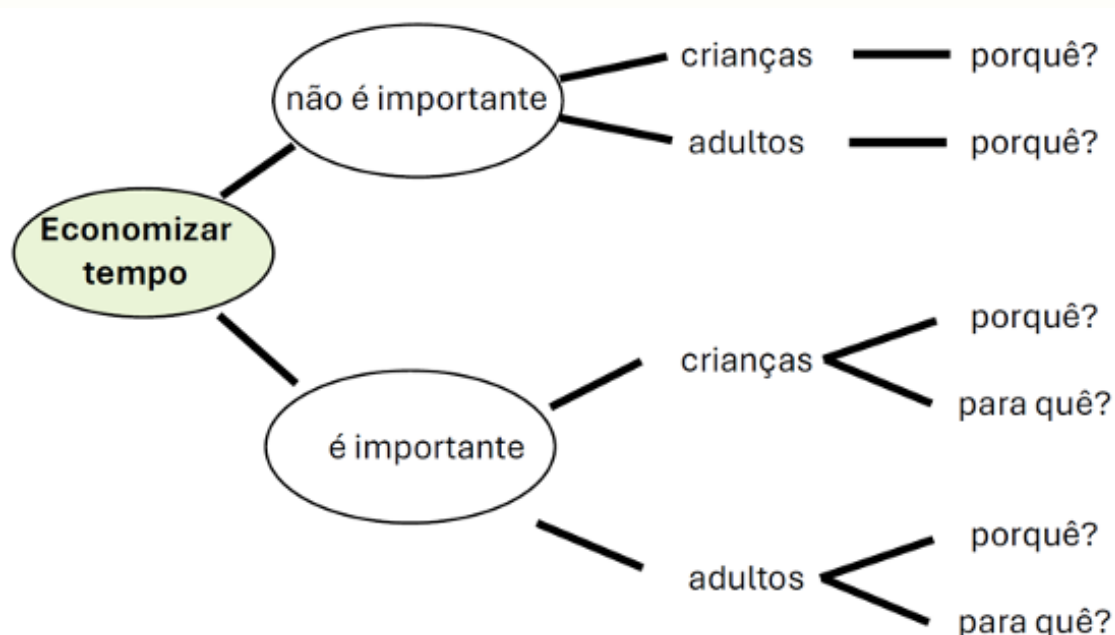 não é importante
crianças
porquê?
adultos
porquê?
Economizar
tempo
é importante
crianças
porquê?
para quê?
adultos
porquê?
para quê?